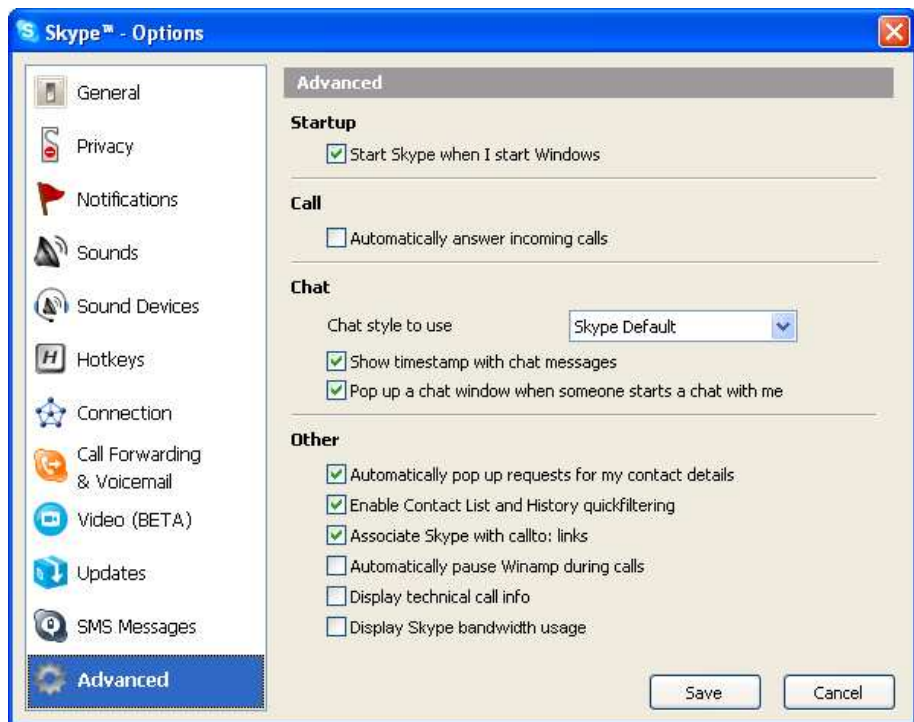 Skype™ - Options
General
Privacy
Notifications
Sounds
Sound Devices
Hotkeys
Connection
Call Forwarding
& Voicemail
Video (BETA)
Updates
SMS Messages
Advanced
Advanced
Startup
Start Skype when I start Windows
Call
Automatically answer incoming calls
Chat
Chat style to use Skype Default
Show timestamp with chat messages
Pop up a chat window when someone starts a chat with me
Other
Automatically pop up requests for my contact details
Enable Contact List and History quickfiltering
Associate Skype with callto: links
Automatically pause Winamp during calls
Display technical call info
Display Skype bandwidth usage
Save Cancel